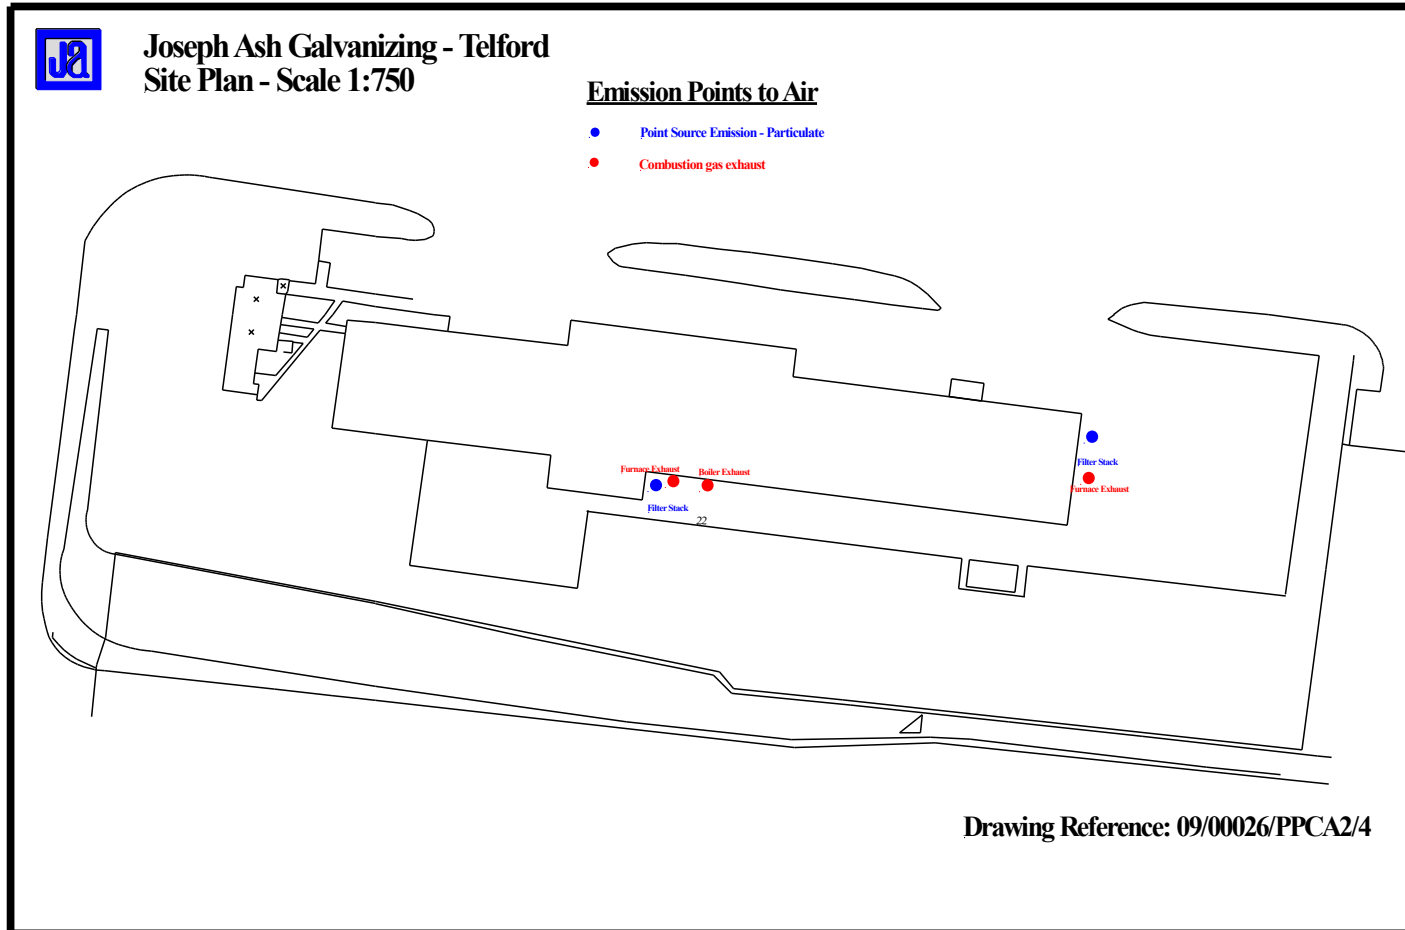 Ja
Joseph Ash Galvanizing - Telford
Site Plan - Scale 1:750
Emission Points to Air
Point Source Emission - Particulate
Combustion gas exhaust
Furnace Exhaust
Boiler Exhaust
Filter Stack
22
Filter Stack
Furnace Exhaust
Drawing Reference: 09/00026/PPCA2/4